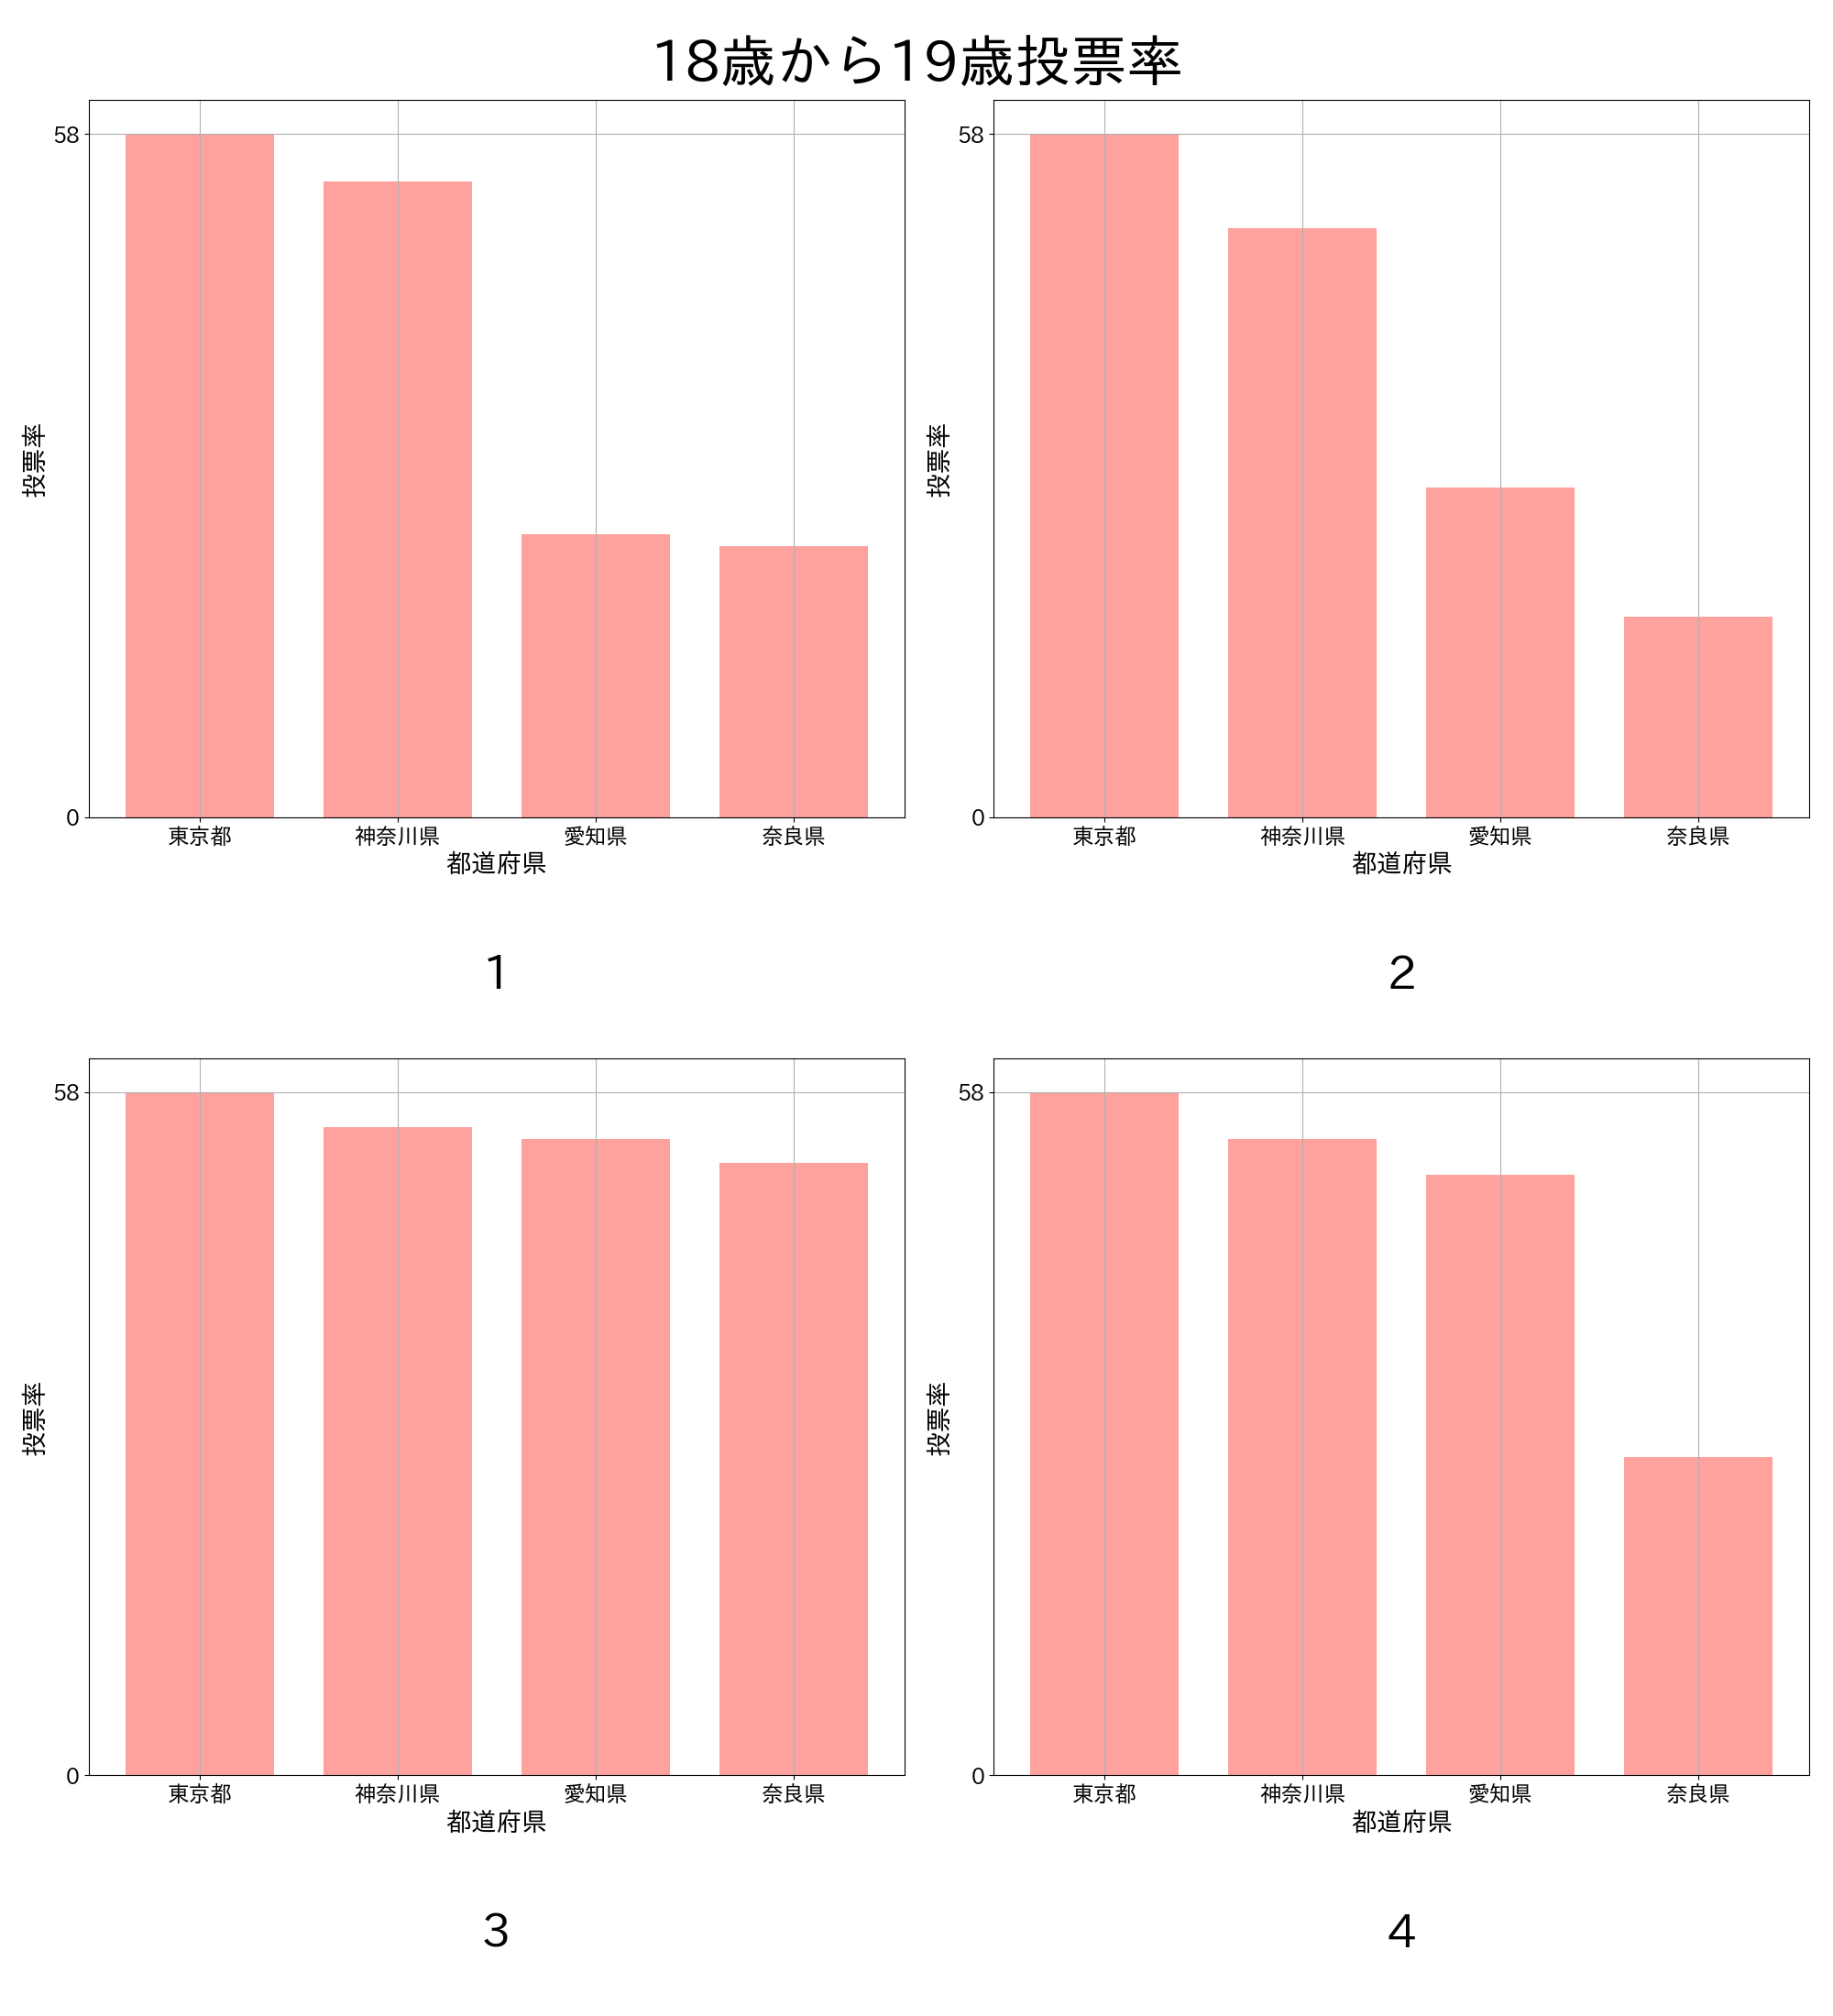 18歳から19歳投票率
58
0
投票率
東京都 神奈川県 愛知県 奈良県
都道府県
1
58
0
投票率
東京都 神奈川県 愛知県 奈良県
都道府県
2
58
0
投票率
東京都 神奈川県 愛知県 奈良県
都道府県
3
58
0
投票率
東京都 神奈川県 愛知県 奈良県
都道府県
4